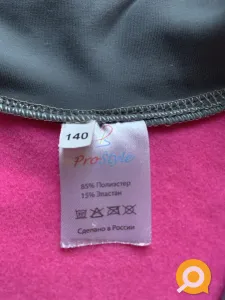 140
ProStyle
85% Полиэстер
15% Эластан
Сделано в России